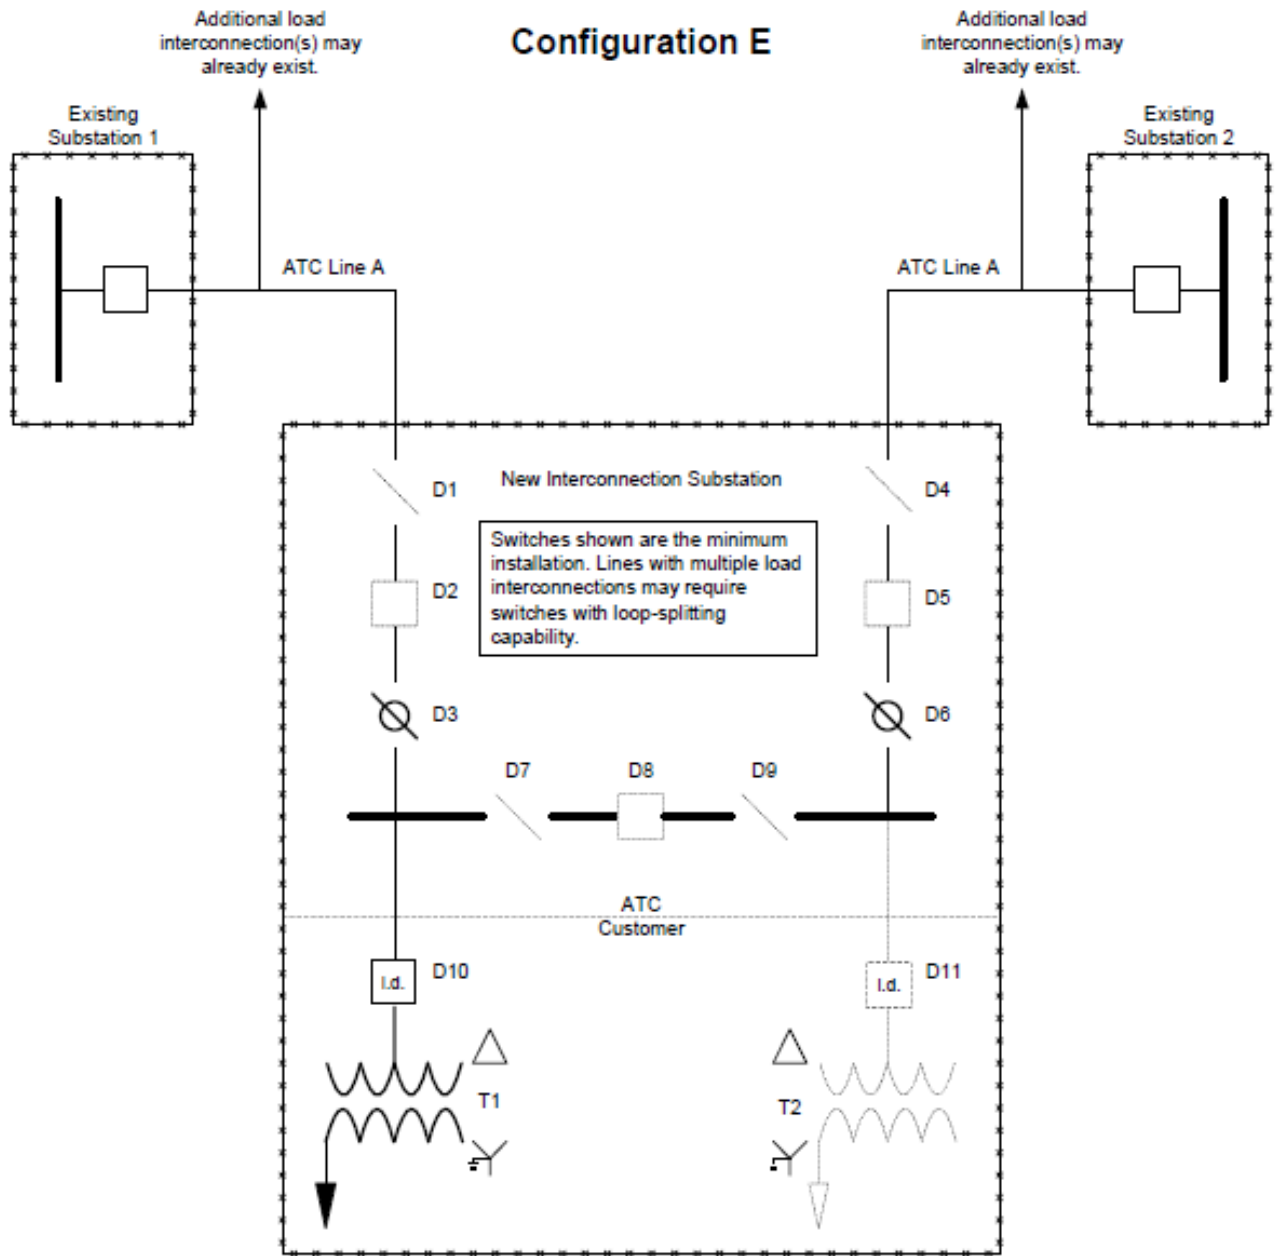 Additional load
interconnection(s) may
already exist.
Configuration E
Additional load
interconnection(s) may
already exist.
Existing
Substation 1
Existing
Substation 2
ATC Line A
ATC Line A
D1
New Interconnection Substation
D4
Switches shown are the minimum
installation. Lines with multiple load
interconnections may require
switches with loop-splitting
capability.
D2
D5
D3
D6
D7
D8
D9
ATC
Customer
l.d.
D10
l.d.
D11
T1
T2